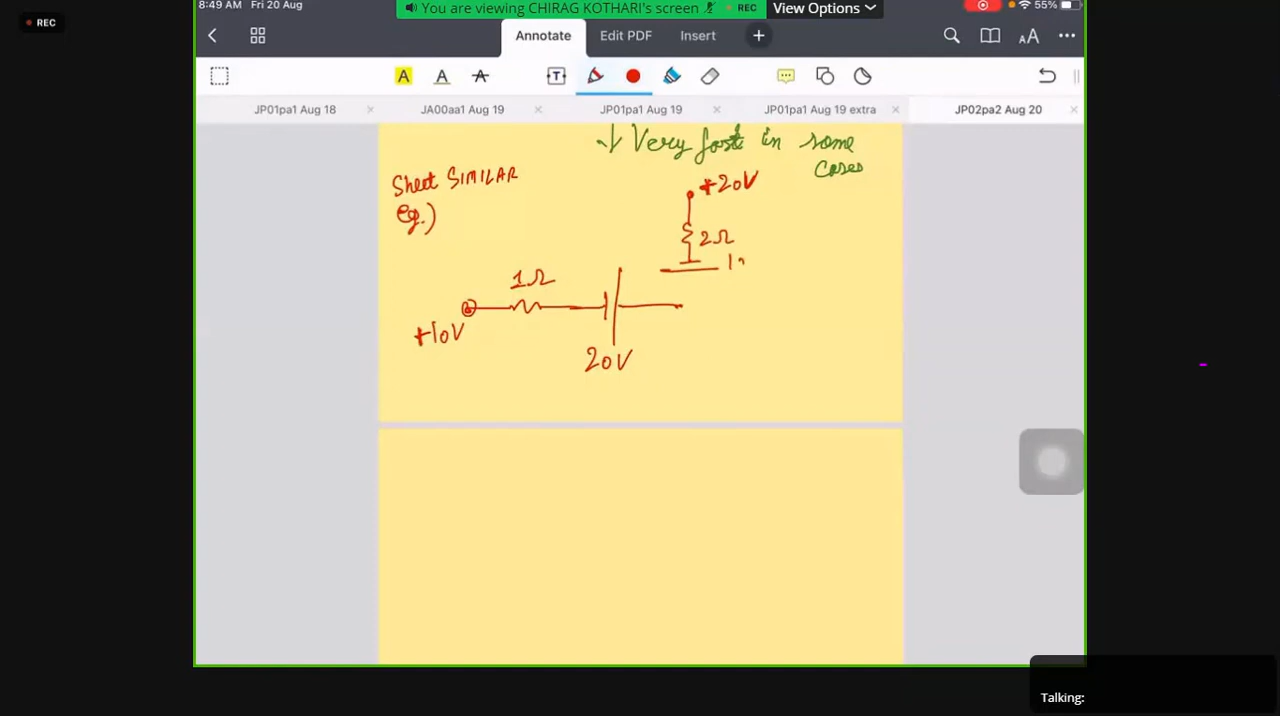 8:49 AM Fri 20 Aug
REC
You are viewing CHIRAG KOTHARI's screen
REC
View Options
55%
Annotate
Edit PDF
Insert
+
AA
A
A
A
T
JP01pa1 Aug 18
JA00aa1 Aug 19
JP01pa1 Aug 19
JP01pa1 Aug 19 extra
JP02pa2 Aug 20
↓ Very fast in some
cases
Sheet SIMILAR
eg.)
+20V
2Ω
1Ω
+10V
20V
Talking: